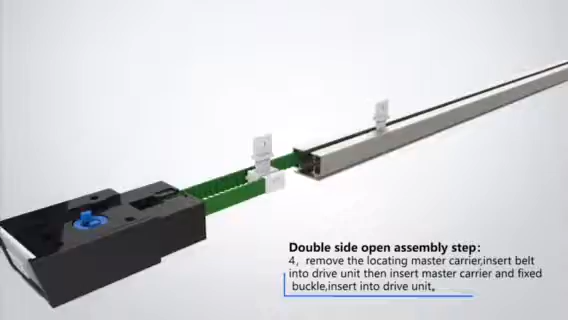 Double side open assembly step：
4，remove the locating master carrier,insert belt
into drive unit then insert master carrier and fixed
buckle,insert into drive unit。